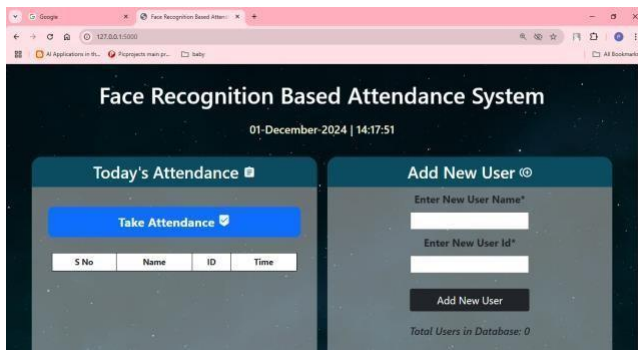 Google
Face Recognition Based Attend
127.0.0.1:5000
AI Applications in th...
Picprojects main pr...
baby
All Bookmarks
Face Recognition Based Attendance System
01-December-2024 | 14:17:51
Today's Attendance
Take Attendance
S No Name ID Time
Add New User
Enter New User Name*
Enter New User Id*
Add New User
Total Users in Database: 0